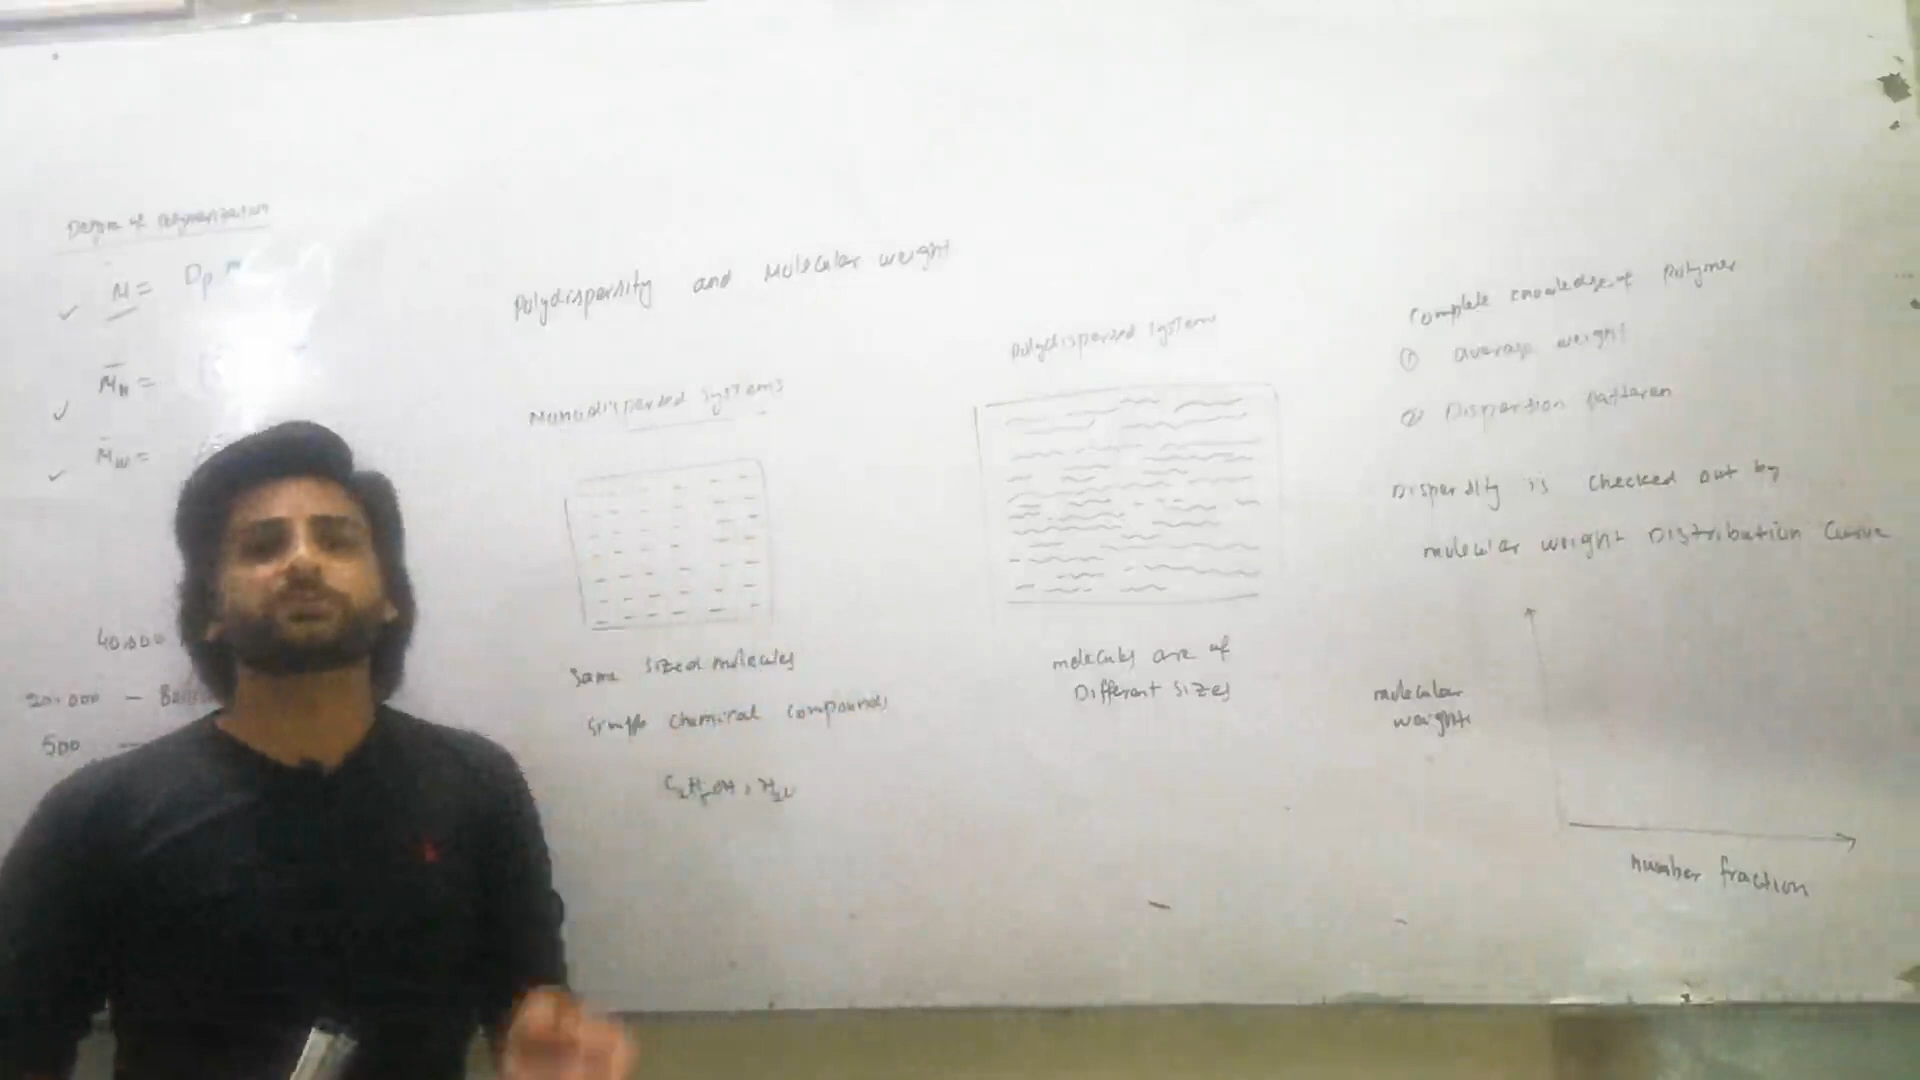 Degree of Polymerization
M = Dp
M̄n =
M̄w =
40,000
20,000 —
500 —
Polydispersity and Molecular weight
Monodispersed Systems
Same Sized molecules
Simple Chemical Compounds
C₂H₅OH, H₂O
Polydispersed Systems
molecules are of
Different Sizes
Complete knowledge of Polymer
① average weight
② Dispersion patteren
Dispersity is checked out by
molecular weight Distribution Curve
molecular
weight
number fraction